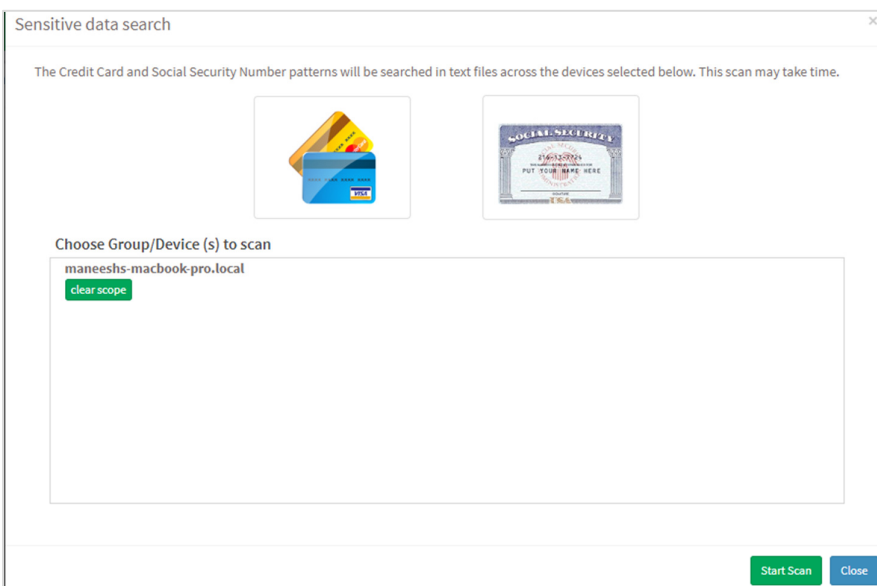 Sensitive data search
×
The Credit Card and Social Security Number patterns will be searched in text files across the devices selected below. This scan may take time.
VISA
SOCIAL SECURITY
PUT YOUR NAME HERE
SIGNATURE
USA
Choose Group/Device (s) to scan
maneeshs-macbook-pro.local
clear scope
Start Scan
Close